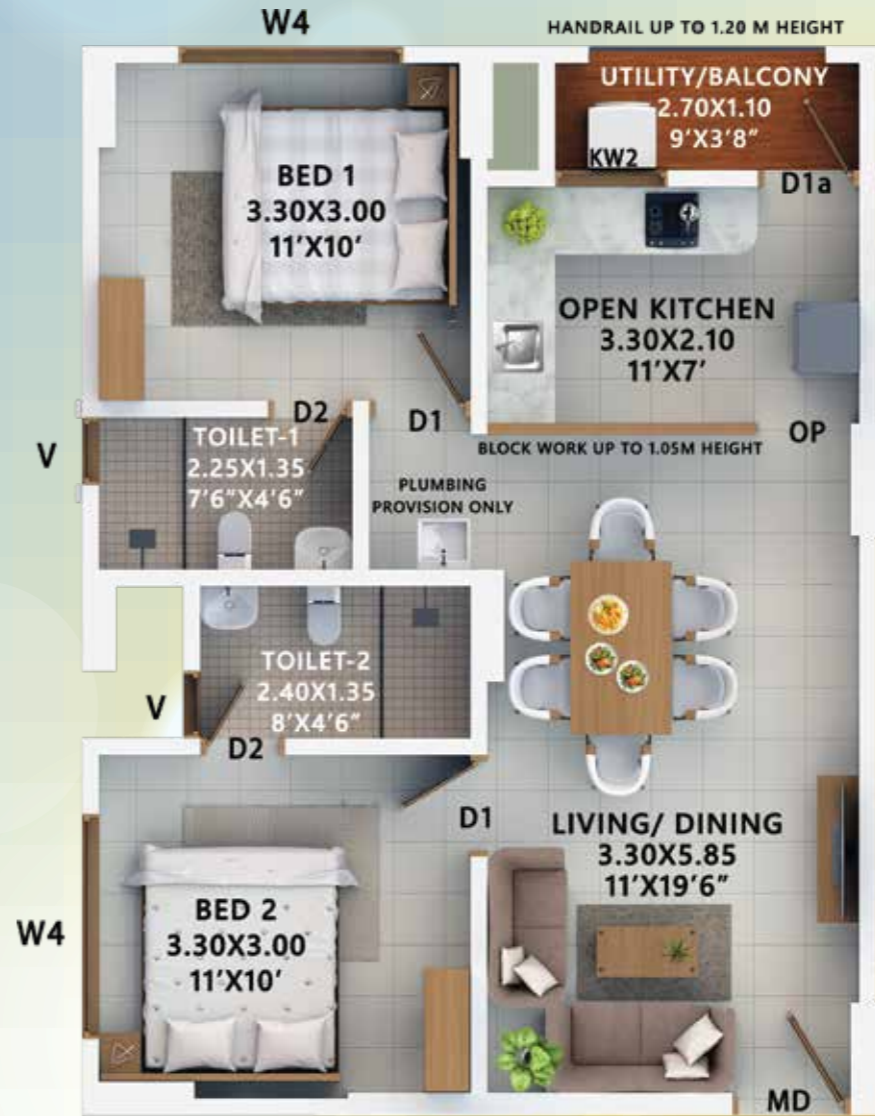 W4
HANDRAIL UP TO 1.20 M HEIGHT
UTILITY/BALCONY
2.70X1.10
9’X3’8”
KW2
D1a
BED 1
3.30X3.00
11’X10’
OPEN KITCHEN
3.30X2.10
11’X7’
D2
D1
OP
V
TOILET-1
2.25X1.35
7’6”X4’6”
BLOCK WORK UP TO 1.05M HEIGHT
PLUMBING
PROVISION ONLY
TOILET-2
2.40X1.35
8’X4’6”
V
D2
D1
LIVING/ DINING
3.30X5.85
11’X19’6”
W4
BED 2
3.30X3.00
11’X10’
MD